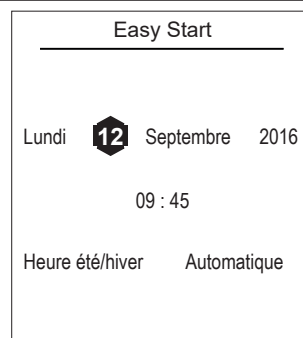 Easy Start
Lundi 12 Septembre 2016
09 : 45
Heure été/hiver Automatique